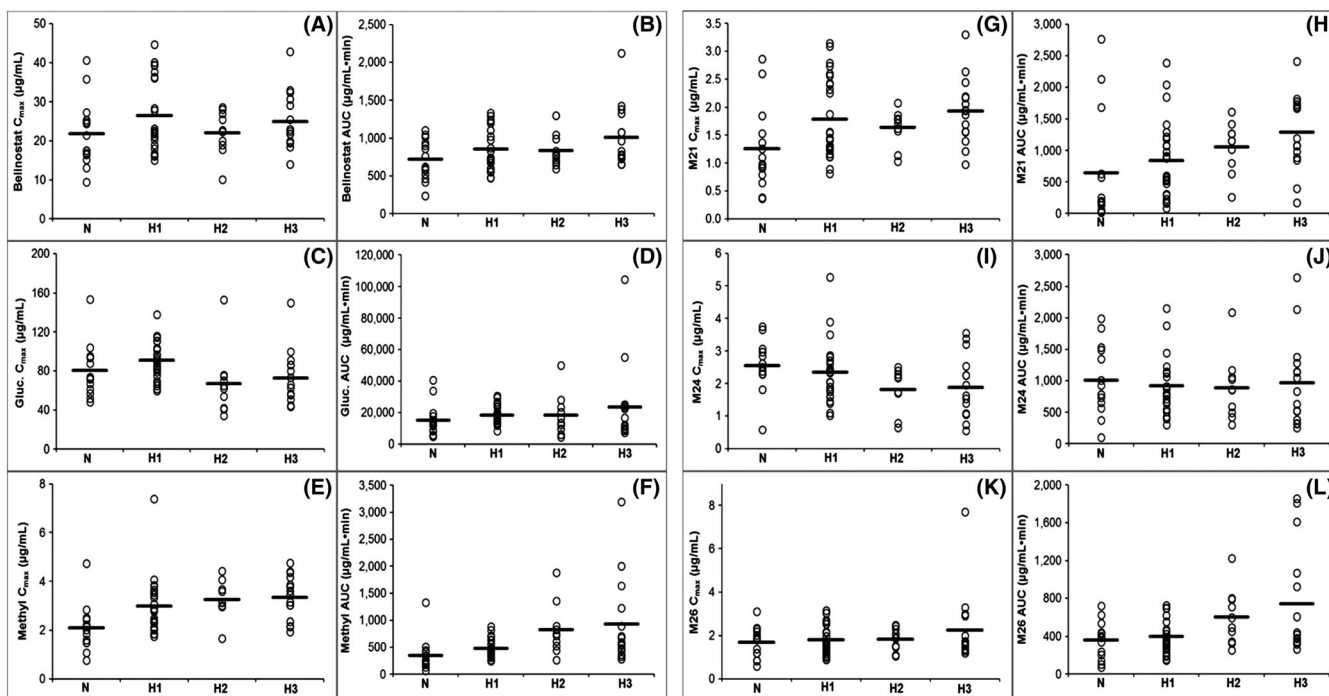 (A)
Belinostat Cmax (µg/mL)
50
40
30
20
10
0
N H1 H2 H3
(B)
Belinostat AUC (µg/mL•min)
2,500
2,000
1,500
1,000
500
0
N H1 H2 H3
(G)
M21 Cmax (µg/mL)
3.5
3.0
2.5
2.0
1.5
1.0
0.5
0.0
N H1 H2 H3
(H)
M21 AUC (µg/mL•min)
3,000
2,500
2,000
1,500
1,000
500
0
N H1 H2 H3
(C)
Gluc. Cmax (µg/mL)
200
160
120
80
40
0
N H1 H2 H3
(D)
Gluc. AUC (µg/mL•min)
120,000
100,000
80,000
60,000
40,000
20,000
0
N H1 H2 H3
(I)
M24 Cmax (µg/mL)
6
5
4
3
2
1
0
N H1 H2 H3
(J)
M24 AUC (µg/mL•min)
3,000
2,500
2,000
1,500
1,000
500
0
N H1 H2 H3
(E)
Methyl Cmax (µg/mL)
8
6
4
2
0
N H1 H2 H3
(F)
Methyl AUC (µg/mL•min)
3,500
3,000
2,500
2,000
1,500
1,000
500
0
N H1 H2 H3
(K)
M26 Cmax (µg/mL)
8
6
4
2
0
N H1 H2 H3
(L)
M26 AUC (µg/mL•min)
2,000
1,600
1,200
800
400
0
N H1 H2 H3